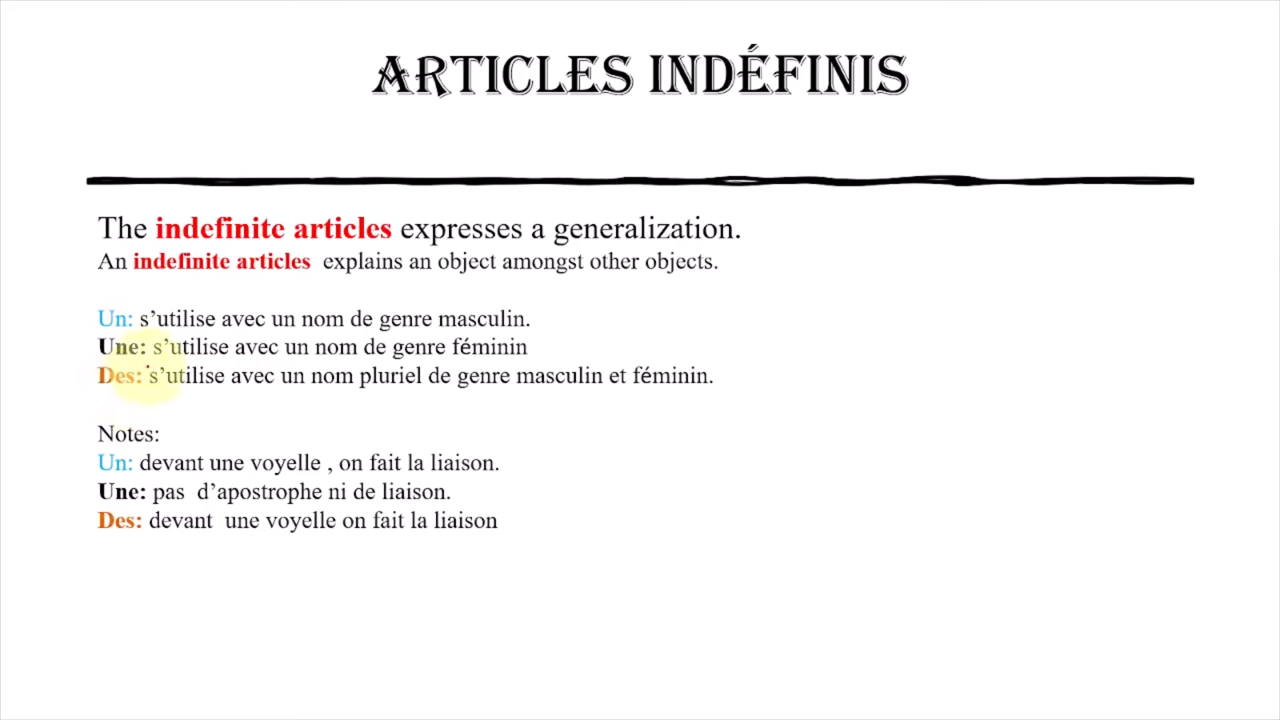 ARTICLES INDÉFINIS
The indefinite articles expresses a generalization.
An indefinite articles explains an object amongst other objects.
Un: s’utilise avec un nom de genre masculin.
Une: s’utilise avec un nom de genre féminin
Des: s’utilise avec un nom pluriel de genre masculin et féminin.
Notes:
Un: devant une voyelle , on fait la liaison.
Une: pas d’apostrophe ni de liaison.
Des: devant une voyelle on fait la liaison